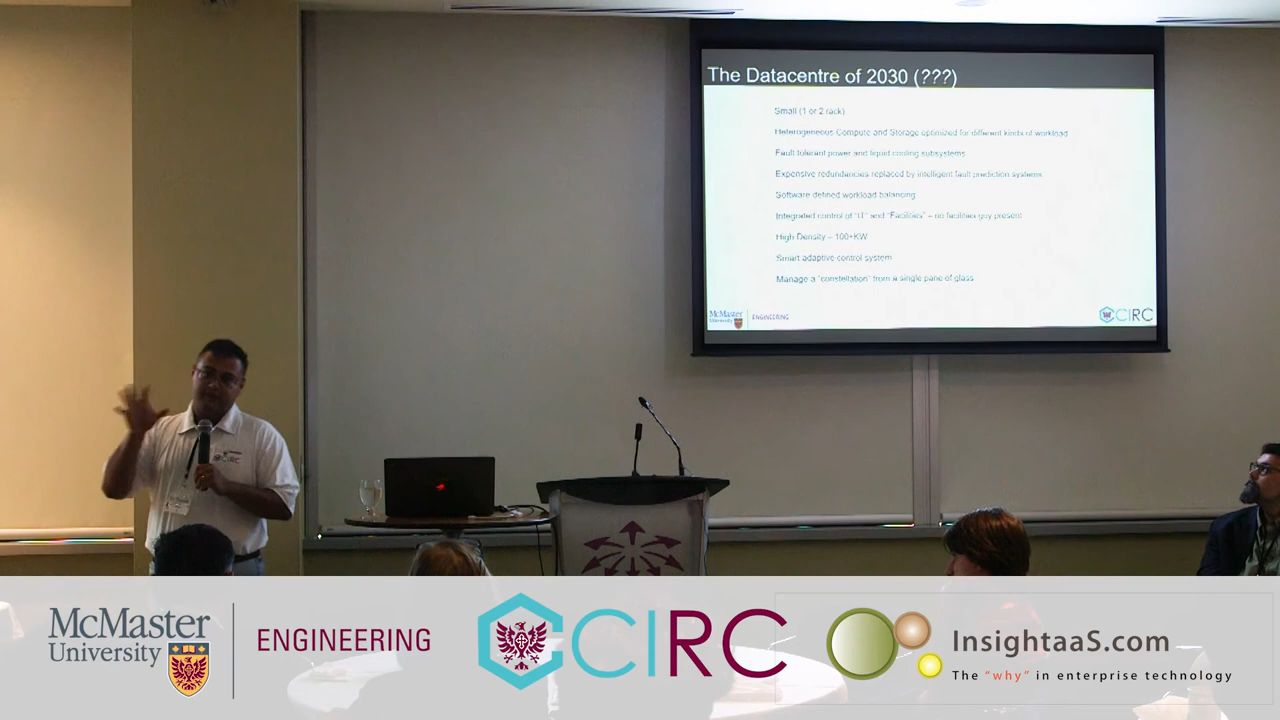 The Datacentre of 2030 (???)
Small (1 or 2 rack)
Heterogeneous Compute and Storage optimized for different kinds of workload
Fault tolerant power and liquid cooling subsystems
Expensive redundancies replaced by intelligent fault prediction systems
Software defined workload balancing
Integrated control of "IT" and "Facilities" – no facilities guy present
High Density – 100+KW
Smart adaptive control system
Manage a "constellation" from a single pane of glass
McMaster
University
ENGINEERING
CIRC
CIRC
McMaster
University
ENGINEERING
CIRC
InsightaaS.com
The "why" in enterprise technology